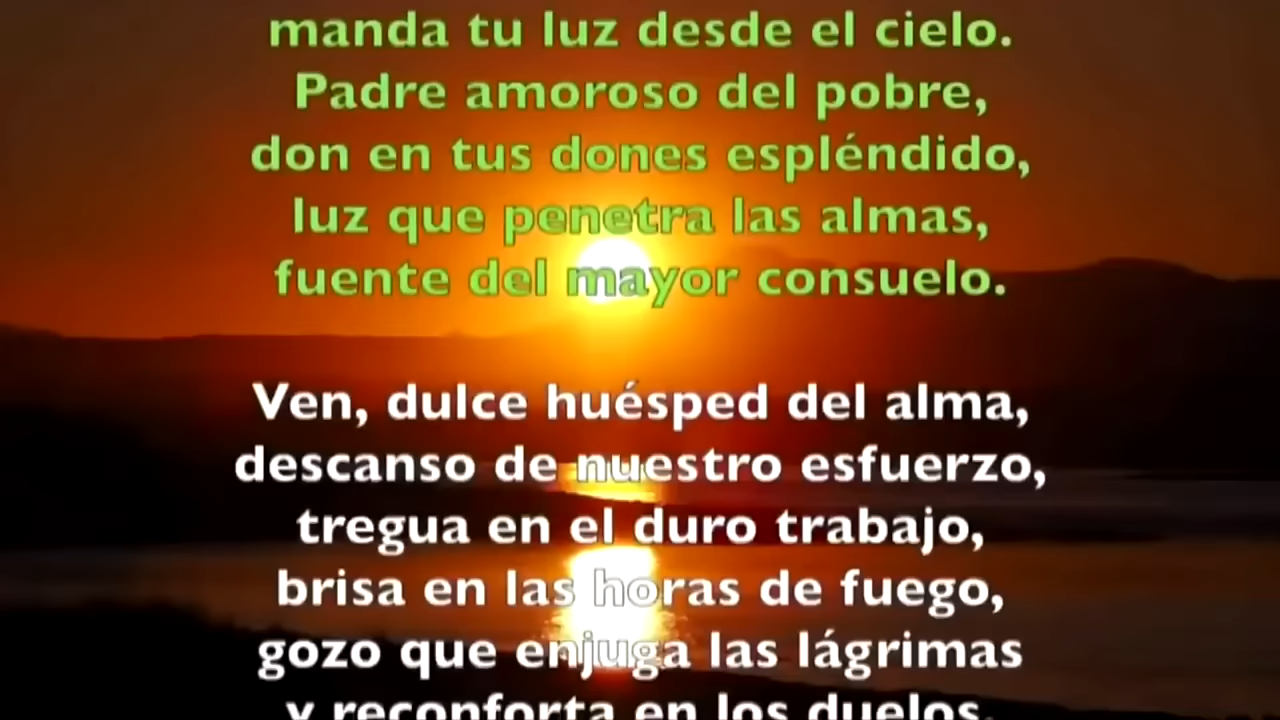 manda tu luz desde el cielo.
Padre amoroso del pobre,
don en tus dones espléndido,
luz que penetra las almas,
fuente del mayor consuelo.
Ven, dulce huésped del alma,
descanso de nuestro esfuerzo,
tregua en el duro trabajo,
brisa en las horas de fuego,
gozo que enjuga las lágrimas
y reconforta en los duelos.